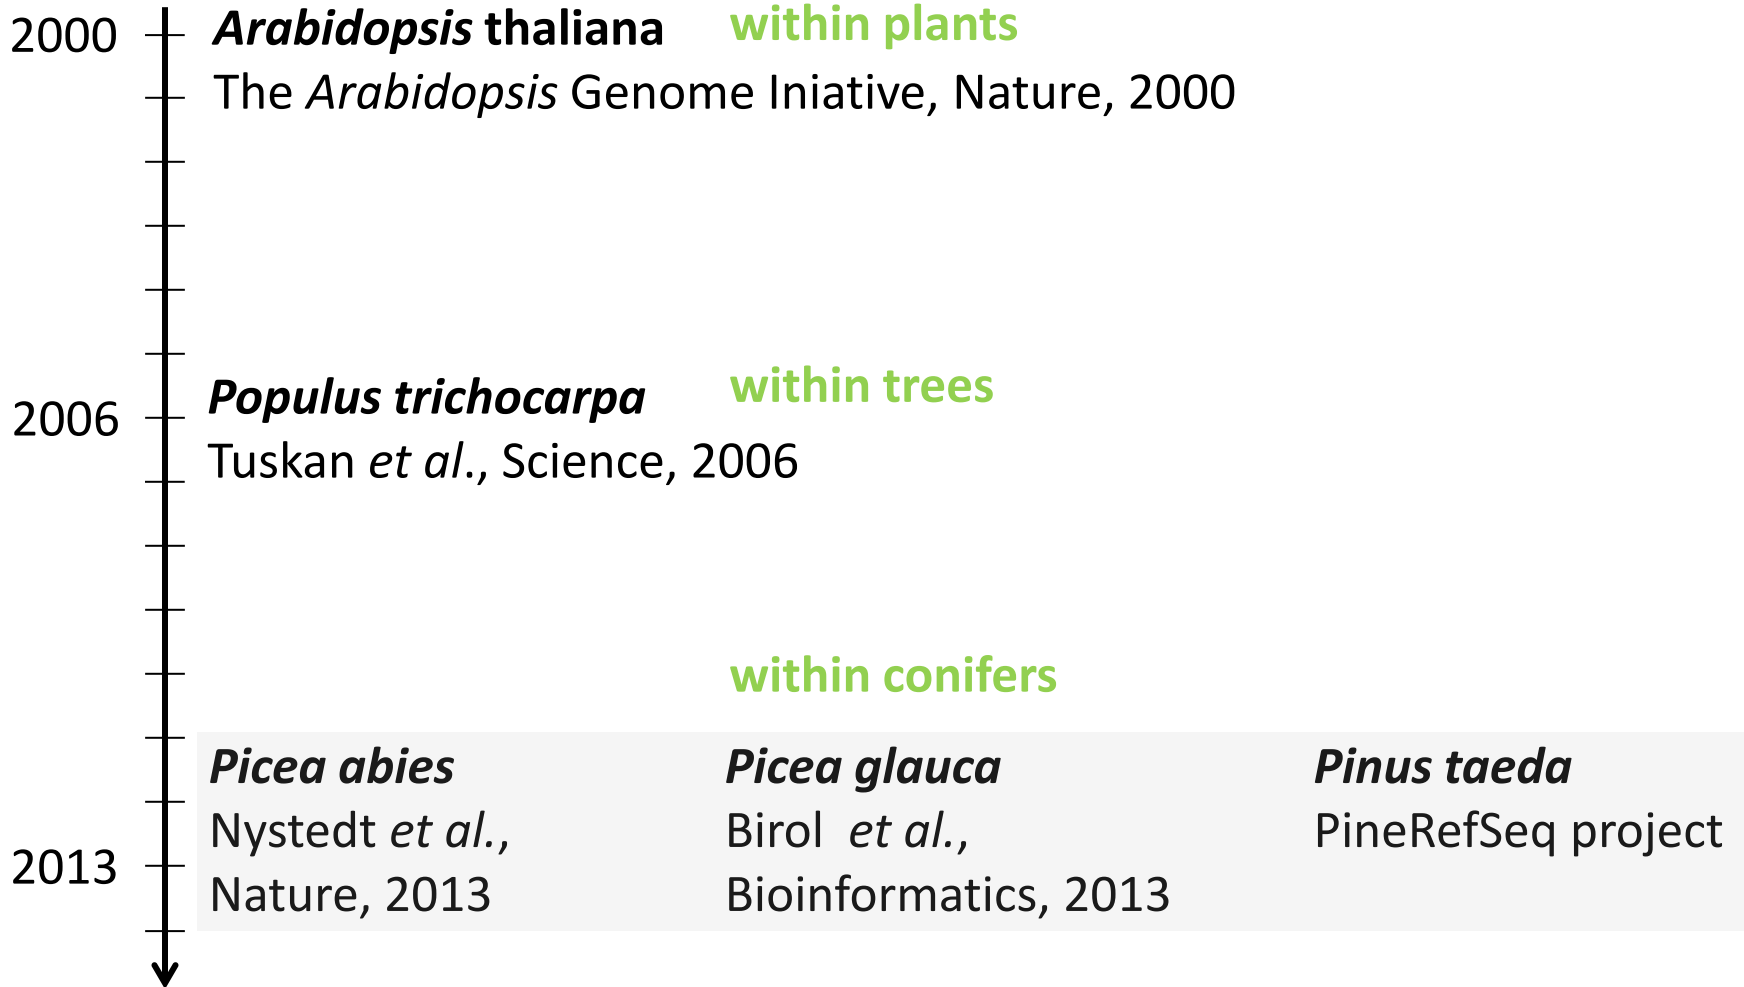 2000
Arabidopsis thaliana within plants
The Arabidopsis Genome Iniative, Nature, 2000
2006
Populus trichocarpa within trees
Tuskan et al., Science, 2006
within conifers
2013
Picea abies
Nystedt et al.,
Nature, 2013
Picea glauca
Birol et al.,
Bioinformatics, 2013
Pinus taeda
PineRefSeq project